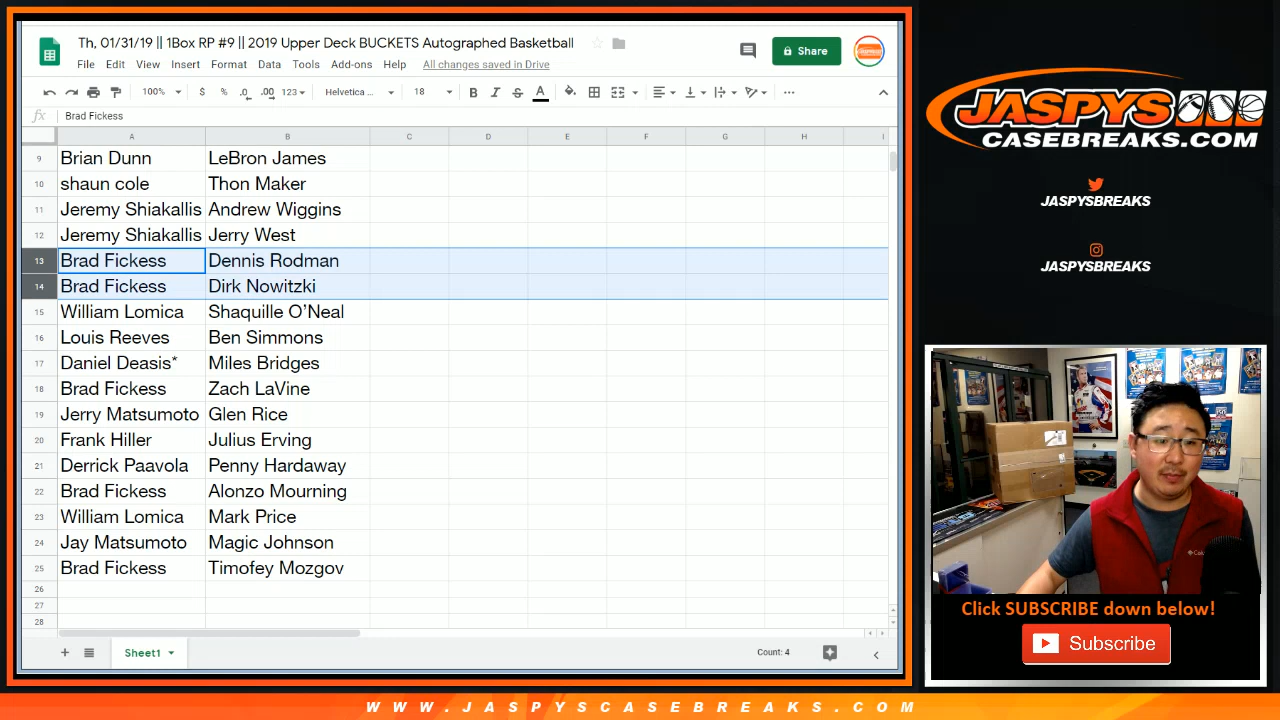 Th, 01/31/19 || 1Box RP #9 || 2019 Upper Deck BUCKETS Autographed Basketball
Share
File Edit View Insert Format Data Tools Add-ons Help All changes saved in Drive
100% $ % .0 .00 123 Helvetica ... 18 B I S A
fx Brad Fickess
A B C D E F G H I
9 Brian Dunn LeBron James
10 shaun cole Thon Maker
11 Jeremy Shiakallis Andrew Wiggins
12 Jeremy Shiakallis Jerry West
13 Brad Fickess Dennis Rodman
14 Brad Fickess Dirk Nowitzki
15 William Lomica Shaquille O’Neal
16 Louis Reeves Ben Simmons
17 Daniel Deasis* Miles Bridges
18 Brad Fickess Zach LaVine
19 Jerry Matsumoto Glen Rice
20 Frank Hiller Julius Erving
21 Derrick Paavola Penny Hardaway
22 Brad Fickess Alonzo Mourning
23 William Lomica Mark Price
24 Jay Matsumoto Magic Johnson
25 Brad Fickess Timofey Mozgov
26
27
28
Sheet1
Count: 4
JASPYS
CASEBREAKS.COM
JASPYSBREAKS
JASPYSBREAKS
Click SUBSCRIBE down below!
Subscribe
WWW.JASPYSCASEBREAKS.COM